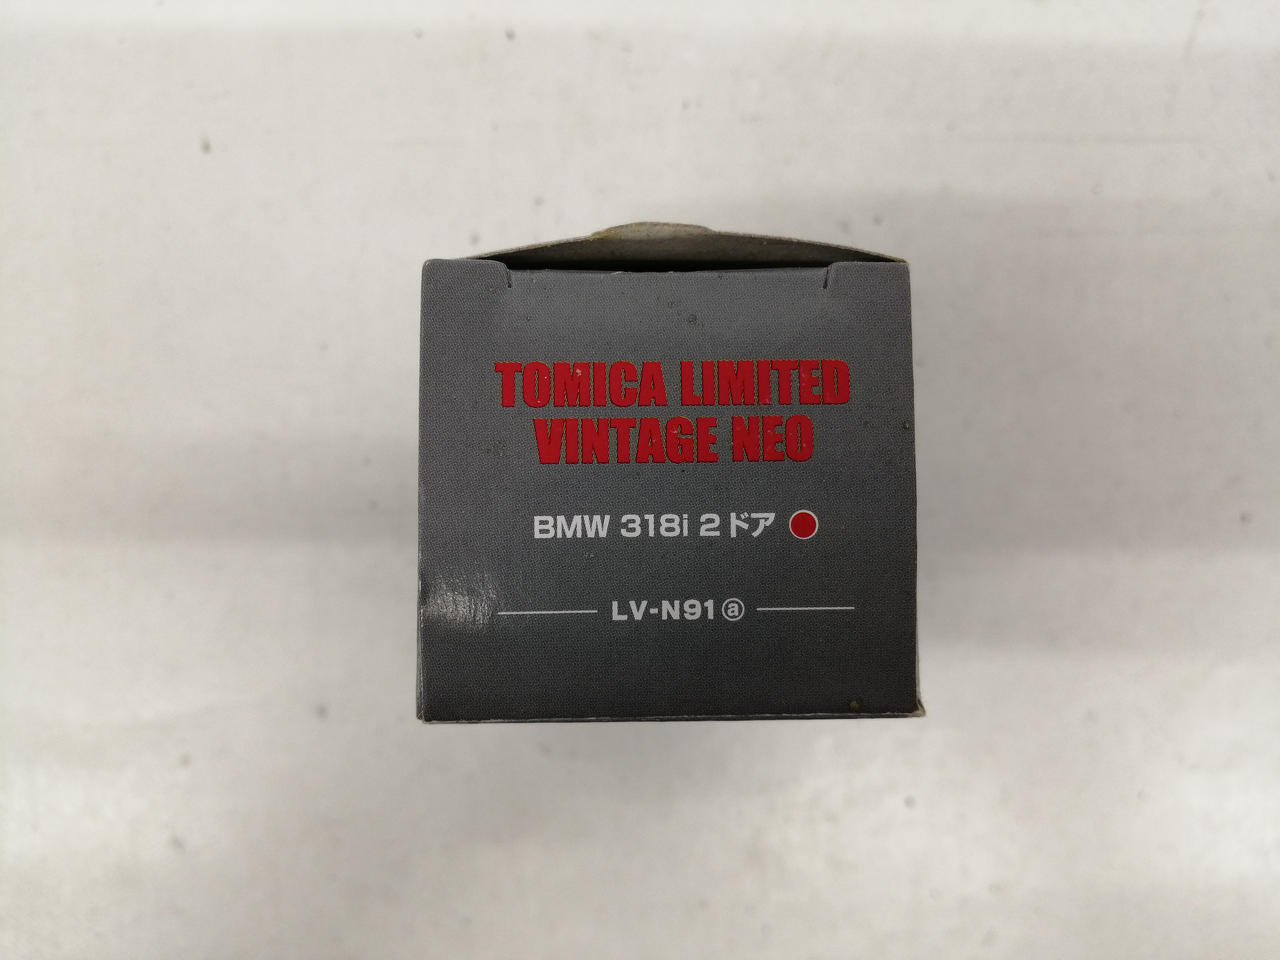 TOMICA LIMITED
VINTAGE NEO
BMW 318i 2ドア
LV-N91ⓐ